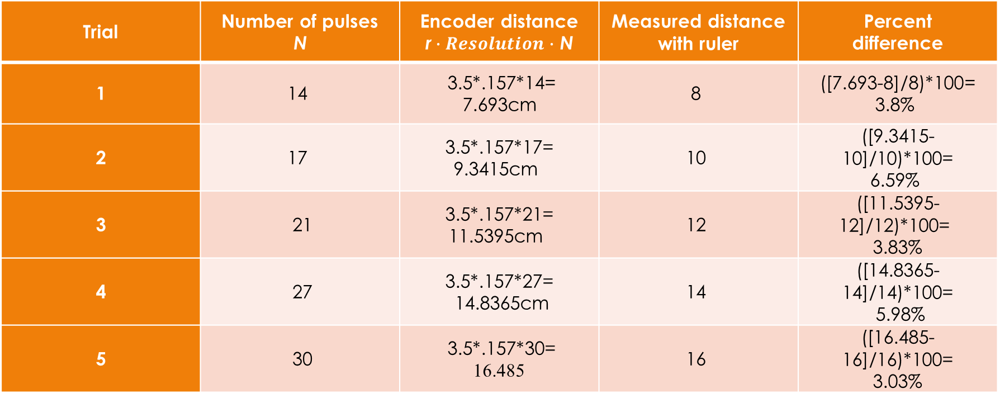 Trial
Number of pulses
N
Encoder distance
r · Resolution · N
Measured distance
with ruler
Percent
difference
1
14
3.5*.157*14=
7.693cm
8
([7.693-8]/8)*100=
3.8%
2
17
3.5*.157*17=
9.3415cm
10
([9.3415-
10]/10)*100=
6.59%
3
21
3.5*.157*21=
11.5395cm
12
([11.5395-
12]/12)*100=
3.83%
4
27
3.5*.157*27=
14.8365cm
14
([14.8365-
14]/14)*100=
5.98%
5
30
3.5*.157*30=
16.485
16
([16.485-
16]/16)*100=
3.03%